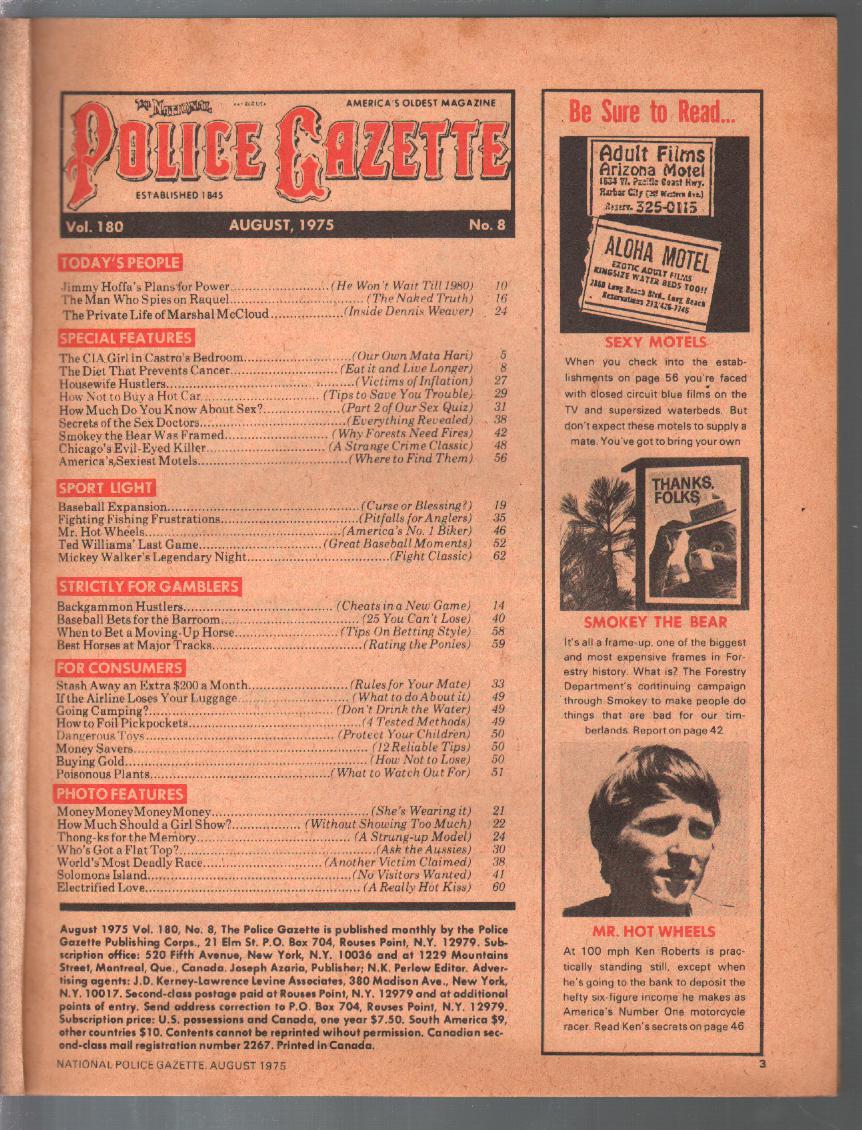 THE NATIONAL
AMERICA'S OLDEST MAGAZINE
POLICE GAZETTE
ESTABLISHED 1845
Vol. 180 AUGUST, 1975 No. 8
TODAY'S PEOPLE
Jimmy Hoffa's Plans for Power (He Won't Wait Till 1980) 10
The Man Who Spies on Raquel (The Naked Truth) 16
The Private Life of Marshal McCloud (Inside Dennis Weaver) 24
SPECIAL FEATURES
The CIA Girl in Castro's Bedroom (Our Own Mata Hari) 5
The Diet That Prevents Cancer (Eat it and Live Longer) 8
Housewife Hustlers (Victims of Inflation) 27
How Not to Buy a Hot Car (Tips to Save You Trouble) 29
How Much Do You Know About Sex? (Part 2 of Our Sex Quiz) 31
Secrets of the Sex Doctors (Everything Revealed) 38
Smokey the Bear Was Framed (Why Forests Need Fires) 42
Chicago's Evil-Eyed Killer (A Strange Crime Classic) 48
America's Sexiest Motels (Where to Find Them) 56
SPORT LIGHT
Baseball Expansion (Curse or Blessing?) 19
Fighting Fishing Frustrations (Pitfalls for Anglers) 35
Mr. Hot Wheels (America's No. 1 Biker) 46
Ted Williams' Last Game (Great Baseball Moments) 52
Mickey Walker's Legendary Night (Fight Classic) 62
STRICTLY FOR GAMBLERS
Backgammon Hustlers (Cheats in a New Game) 14
Baseball Bets for the Barroom (25 You Can't Lose) 40
When to Bet a Moving-Up Horse (Tips On Betting Style) 58
Best Horses at Major Tracks (Rating the Ponies) 59
FOR CONSUMERS
Stash Away an Extra $200 a Month (Rules for Your Mate) 33
If the Airline Loses Your Luggage (What to do About it) 49
Going Camping? (Don't Drink the Water) 49
How to Foil Pickpockets (4 Tested Methods) 49
Dangerous Toys (Protect Your Children) 50
Money Savers (12 Reliable Tips) 50
Buying Gold (How Not to Lose) 50
Poisonous Plants (What to Watch Out For) 51
PHOTO FEATURES
MoneyMoneyMoneyMoney (She's Wearing it) 21
How Much Should a Girl Show? (Without Showing Too Much) 22
Thong-ks for the Memory (A Strung-up Model) 24
Who's Got a Flat Top? (Ask the Aussies) 30
World's Most Deadly Race (Another Victim Claimed) 38
Solomons Island (No Visitors Wanted) 41
Electrified Love (A Really Hot Kiss) 60
August 1975 Vol. 180, No. 8, The Police Gazette is published monthly by the Police
Gazette Publishing Corps., 21 Elm St. P.O. Box 704, Rouses Point, N.Y. 12979. Sub-
scription office: 520 Fifth Avenue, New York, N.Y. 10036 and at 1229 Mountains
Street, Montreal, Que., Canada. Joseph Azaria, Publisher; N.K. Perlow Editor. Adver-
tising agents: J.D. Kerney-Lawrence Levine Associates, 380 Madison Ave., New York,
N.Y. 10017. Second-class postage paid at Rouses Point, N.Y. 12979 and at additional
points of entry. Send address correction to P.O. Box 704, Rouses Point, N.Y. 12979.
Subscription price: U.S. possessions and Canada, one year $7.50. South America $9,
other countries $10. Contents cannot be reprinted wihout permission. Canadian sec-
ond-class mail registration number 2267. Printed in Canada.
NATIONAL POLICE GAZETTE. AUGUST 1975
Be Sure to Read...
Adult Films
Arizona Motel
1634 W. Pacific Coast Hwy.
Harbor City
Reserv. 325-0115
ALOHA MOTEL
EXOTIC ADULT FILMS
KINGSIZE WATER BEDS TOO!!
Long Beach Blvd., Long Beach
Reservations 213/426-7745
SEXY MOTELS
When you check into the estab-
lishments on page 56 you're faced
with closed circuit blue films on the
TV and supersized waterbeds. But
don't expect these motels to supply a
mate. You've got to bring your own
THANKS,
FOLKS
SMOKEY THE BEAR
It's all a frame-up, one of the biggest
and most expensive frames in For-
estry history. What is? The Forestry
Department's continuing campaign
through Smokey to make people do
things that are bad for our tim-
berlands. Report on page 42
MR. HOT WHEELS
At 100 mph Ken Roberts is prac-
tically standing still, except when
he's going to the bank to deposit the
hefty six-figure income he makes as
America's Number One motorcycle
racer. Read Ken's secrets on page 46
3